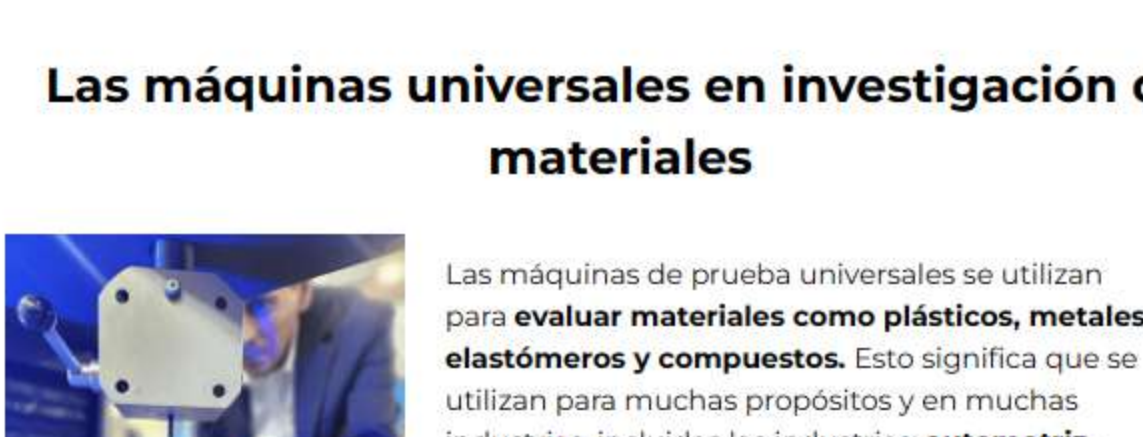 Las máquinas universales en investigación
materiales
Las máquinas de prueba universales se utilizan
para evaluar materiales como plásticos, metales
elastómeros y compuestos. Esto significa que se
utilizan para muchas propósitos y en muchas